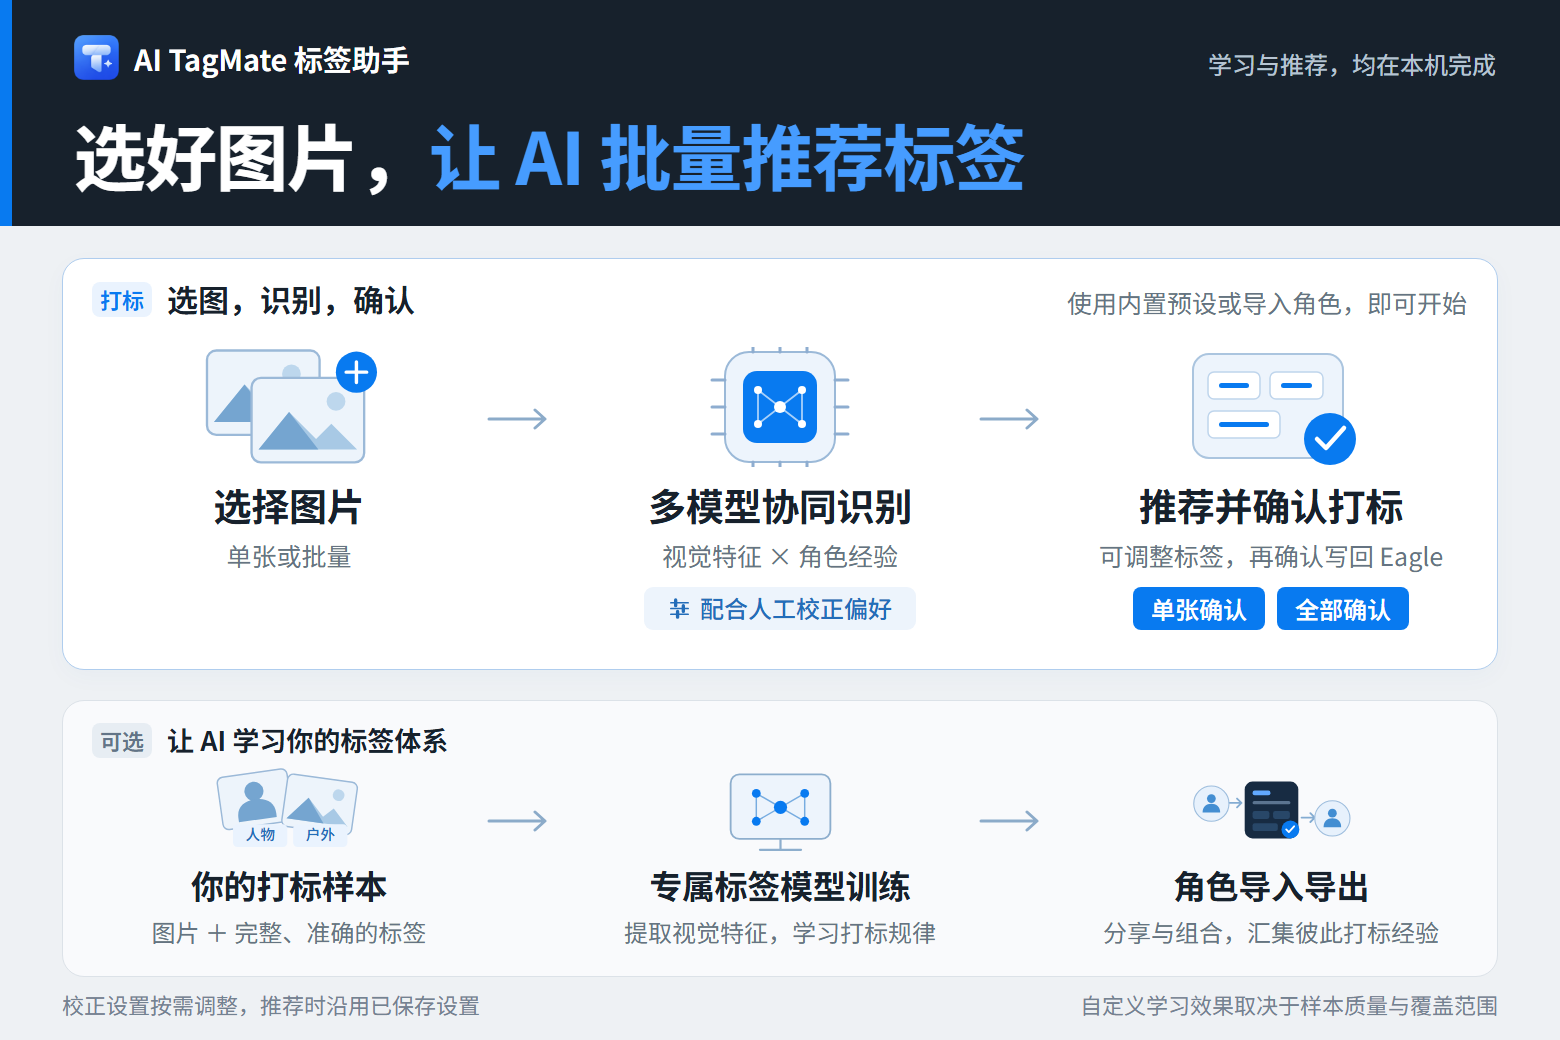 AI TagMate 标签助手
学习与推荐，均在本机完成
选好图片，让 AI 批量推荐标签
打标 选图，识别，确认
使用内置预设或导入角色，即可开始
选择图片
单张或批量
多模型协同识别
视觉特征 × 角色经验
配合人工校正偏好
推荐并确认打标
可调整标签，再确认写回 Eagle
单张确认 全部确认
可选 让 AI 学习你的标签体系
人物 户外
你的打标样本
图片 + 完整、准确的标签
专属标签模型训练
提取视觉特征，学习打标规律
角色导入导出
分享与组合，汇集彼此打标经验
校正设置按需调整，推荐时沿用已保存设置
自定义学习效果取决于样本质量与覆盖范围